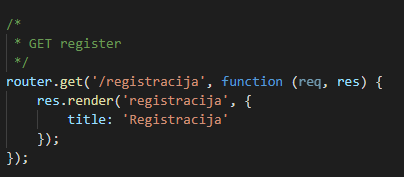 /*
 * GET register
 */
router.get('/registracija', function (req, res) {
    res.render('registracija', {
        title: 'Registracija'
    });
});